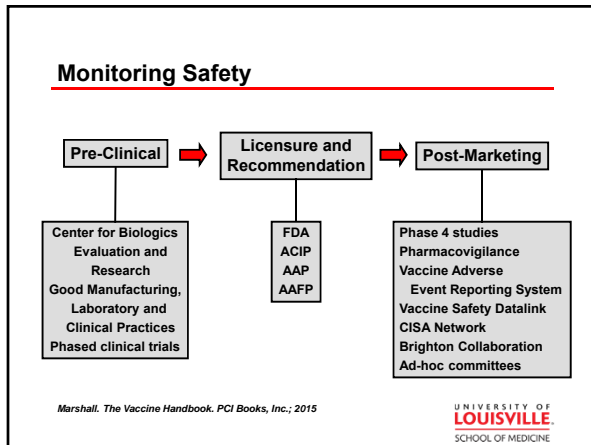 Monitoring Safety
Pre-Clinical
Licensure and
Recommendation
Post-Marketing
Center for Biologics
Evaluation and
Research
Good Manufacturing,
Laboratory and
Clinical Practices
Phased clinical trials
FDA
ACIP
AAP
AAFP
Phase 4 studies
Pharmacovigilance
Vaccine Adverse
Event Reporting System
Vaccine Safety Datalink
CISA Network
Brighton Collaboration
Ad-hoc committees
Marshall. The Vaccine Handbook. PCI Books, Inc.; 2015
UNIVERSITY OF
LOUISVILLE.
SCHOOL OF MEDICINE